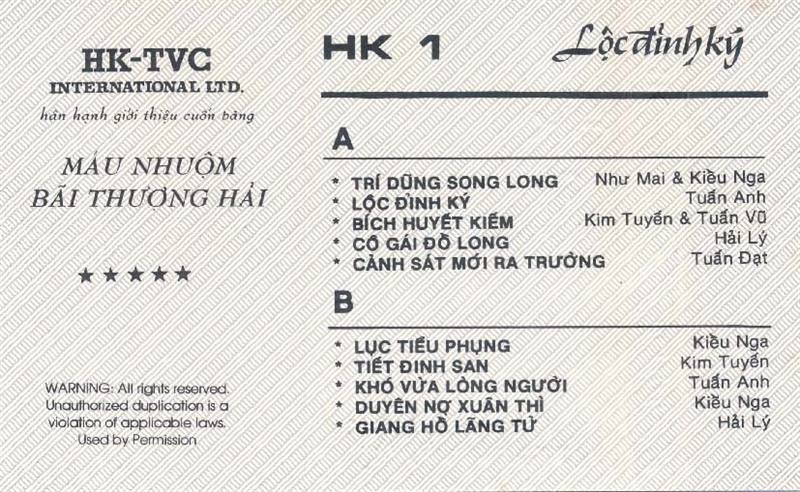 HK-TVC
INTERNATIONAL LTD.
hân hạnh giới thiệu cuốn băng
MÁU NHUỘM
BÃI THƯỢNG HẢI
★★★★★
WARNING: All rights reserved.
Unauthorized duplication is a
violation of applicable laws.
Used by Permission
HK 1 Lộc đỉnh ký
A
* TRÍ DŨNG SONG LONG Như Mai & Kiều Nga
* LỘC ĐỈNH KÝ Tuấn Anh
* BÍCH HUYẾT KIẾM Kim Tuyến & Tuấn Vũ
* CÔ GÁI ĐỒ LONG Hải Lý
* CẢNH SÁT MỚI RA TRƯỜNG Tuấn Đạt
B
* LỤC TIỂU PHỤNG Kiều Nga
* TIẾT ĐINH SAN Kim Tuyến
* KHÓ VỪA LÒNG NGƯỜI Tuấn Anh
* DUYÊN NỢ XUÂN THÌ Kiều Nga
* GIANG HỒ LÃNG TỬ Hải Lý